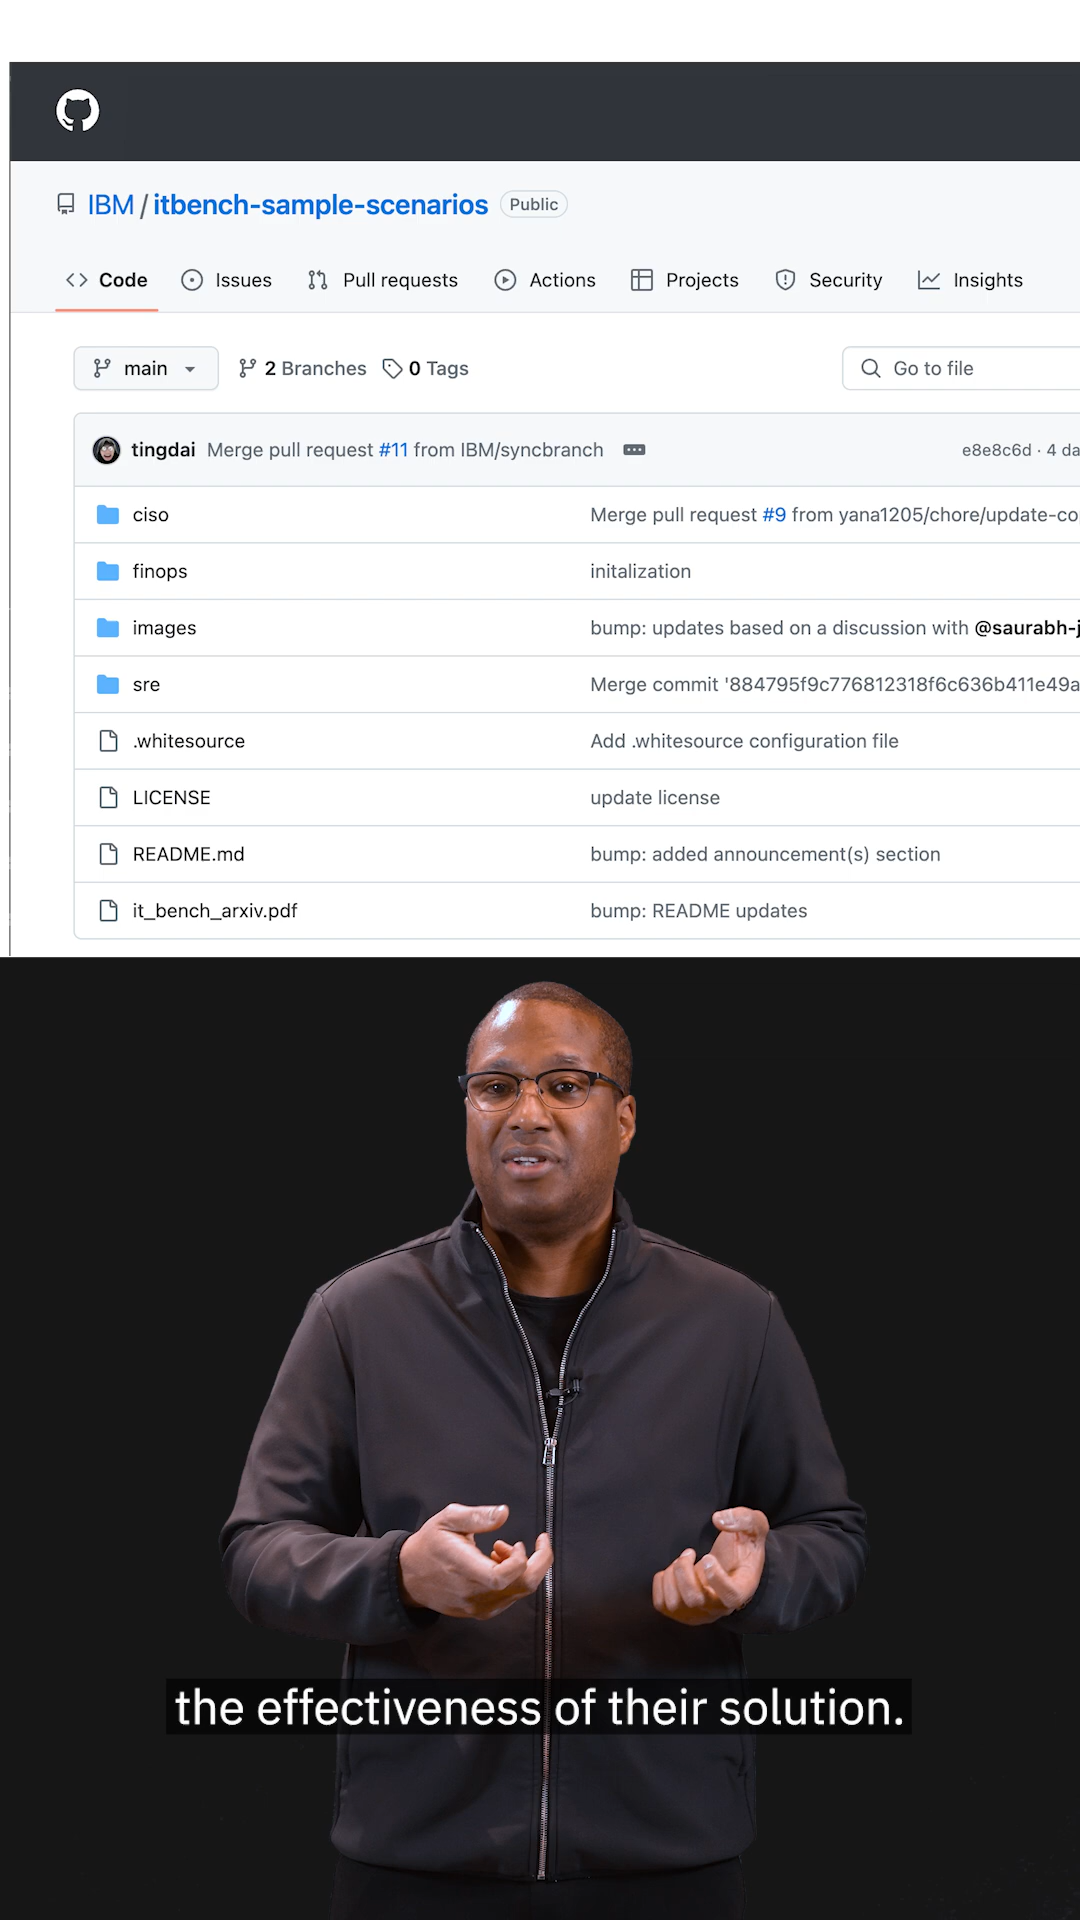 IBM / itbench-sample-scenarios Public
Code Issues Pull requests Actions Projects Security Insights
main 2 Branches 0 Tags Go to file
tingdai Merge pull request #11 from IBM/syncbranch e8e8c6d · 4 da
ciso Merge pull request #9 from yana1205/chore/update-co
finops initalization
images bump: updates based on a discussion with @saurabh-j
sre Merge commit '884795f9c776812318f6c636b411e49a
.whitesource Add .whitesource configuration file
LICENSE update license
README.md bump: added announcement(s) section
it_bench_arxiv.pdf bump: README updates
the effectiveness of their solution.